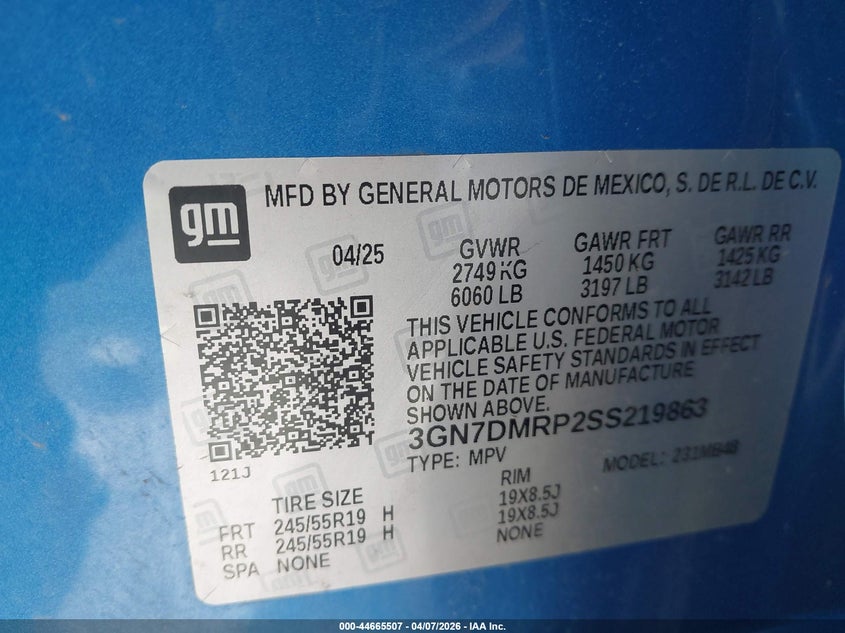 gm
MFD BY GENERAL MOTORS DE MEXICO, S. DE R.L. DE C.V.
04/25
GVWR
2749 KG
6060 LB
GAWR FRT
1450 KG
3197 LB
GAWR RR
1425 KG
3142 LB
THIS VEHICLE CONFORMS TO ALL
APPLICABLE U.S. FEDERAL MOTOR
VEHICLE SAFETY STANDARDS IN EFFECT
ON THE DATE OF MANUFACTURE
SHOWN ABOVE.
3GN7DMRP2SS219863
TYPE: MPV
MODEL: 231MB48
121J
TIRE SIZE
RIM
FRT 245/55R19 H 19X8.5J
RR 245/55R19 H 19X8.5J
SPA NONE NONE
000-44665507 - 04/07/2026 - IAA Inc.